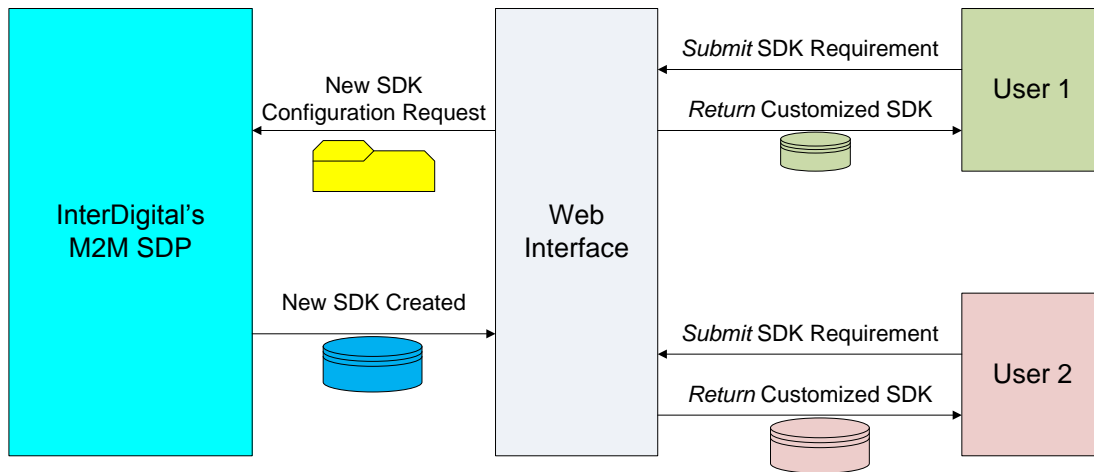 Submit SDK Requirement
New SDK
Configuration Request
Return Customized SDK
User 1
InterDigital’s
M2M SDP
Web
Interface
New SDK Created
Submit SDK Requirement
User 2
Return Customized SDK